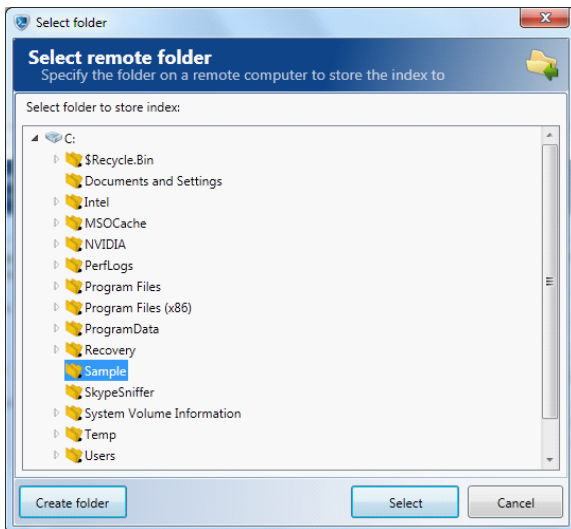 Select folder
Select remote folder
Specify the folder on a remote computer to store the index to
Select folder to store index:
C:
$Recycle.Bin
Documents and Settings
Intel
MSOCache
NVIDIA
PerfLogs
Program Files
Program Files (x86)
ProgramData
Recovery
Sample
SkypeSniffer
System Volume Information
Temp
Users
Create folder Select Cancel